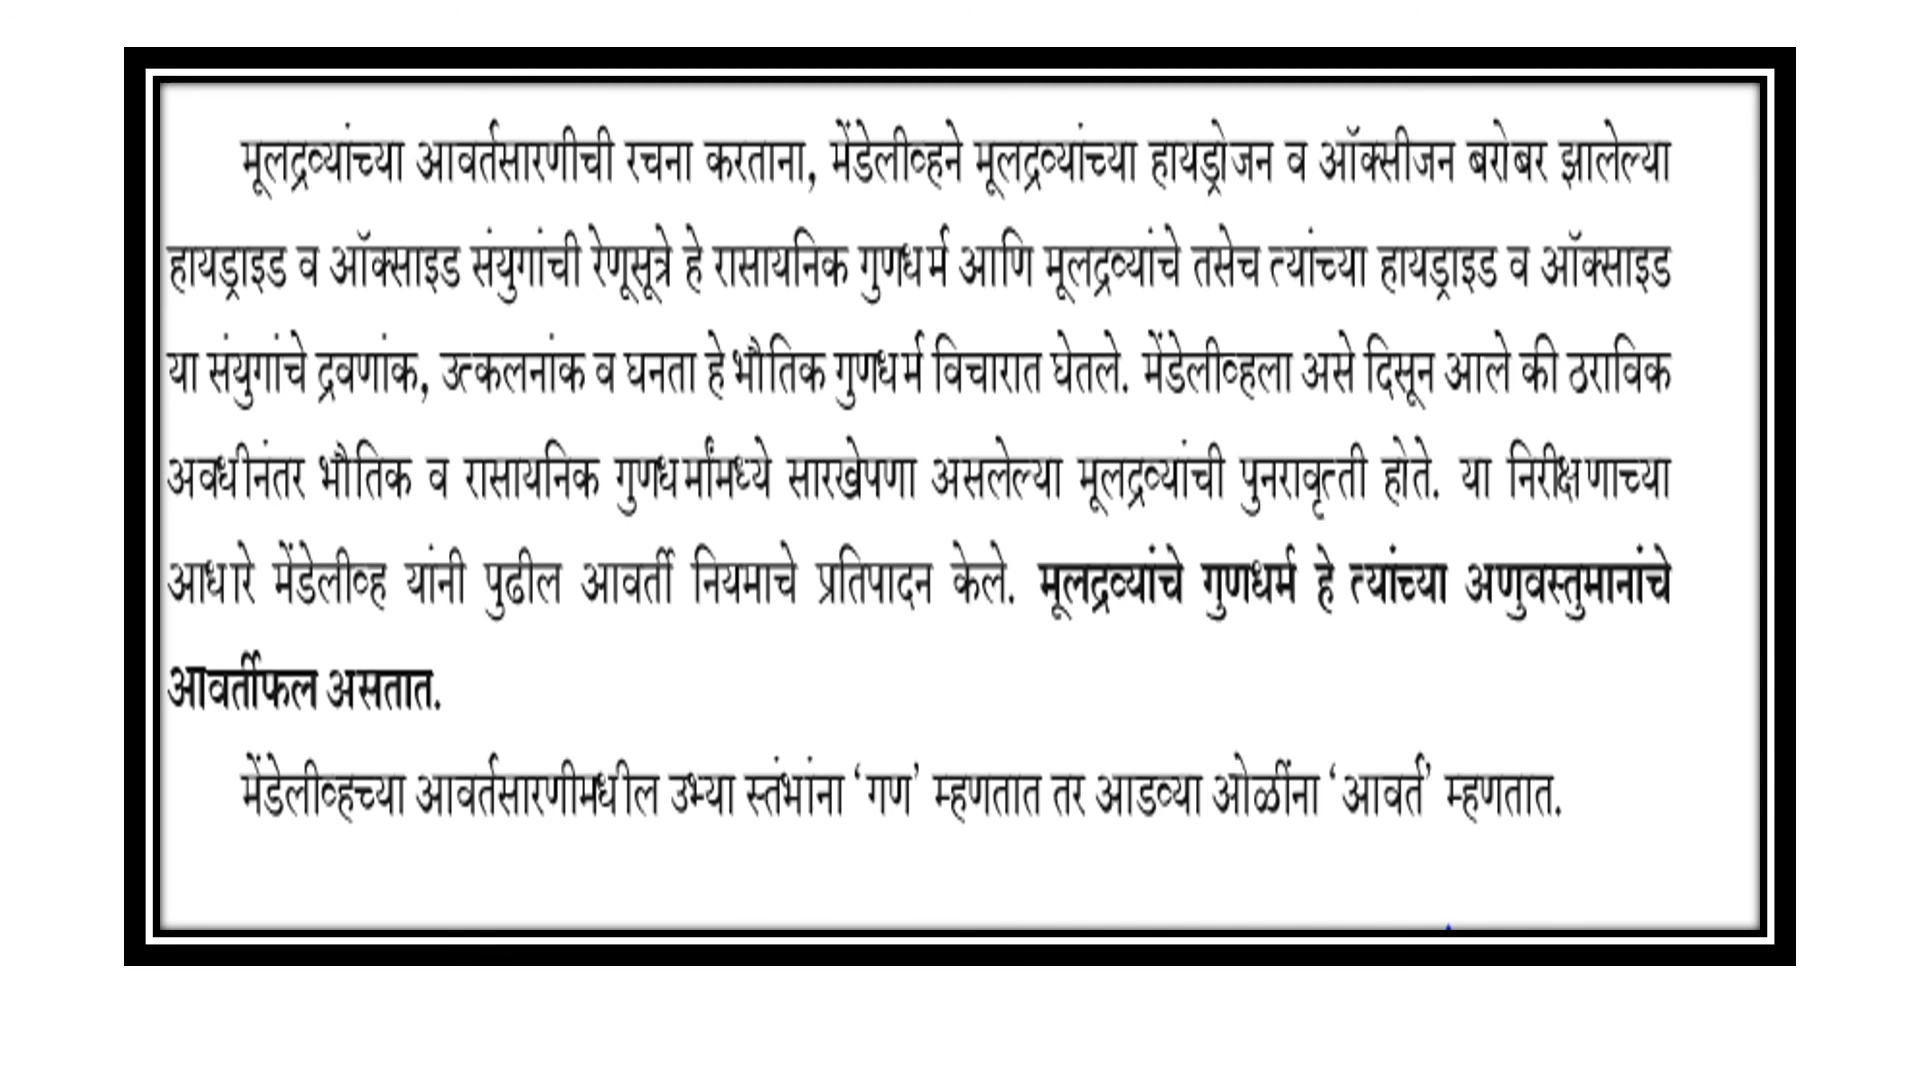 मूलद्रव्यांच्या आवर्तसारणीची रचना करताना, मेंडेलीव्हने मूलद्रव्यांच्या हायड्रोजन व ऑक्सीजन बरोबर झालेल्या
हायड्राइड व ऑक्साइड संयुगांची रेणूसूत्रे हे रासायनिक गुणधर्म आणि मूलद्रव्यांचे तसेच त्यांच्या हायड्राइड व ऑक्साइड
या संयुगांचे द्रवणांक, उत्कलनांक व घनता हे भौतिक गुणधर्म विचारात घेतले. मेंडेलीव्हला असे दिसून आले की ठराविक
अवधीनंतर भौतिक व रासायनिक गुणधर्मांमध्ये सारखेपणा असलेल्या मूलद्रव्यांची पुनरावृत्ती होते. या निरीक्षणाच्या
आधारे मेंडेलीव्ह यांनी पुढील आवर्ती नियमाचे प्रतिपादन केले. मूलद्रव्यांचे गुणधर्म हे त्यांच्या अणुवस्तुमानांचे
आवर्तीफल असतात.
मेंडेलीव्हच्या आवर्तसारणीमधील उभ्या स्तंभांना ‘गण’ म्हणतात तर आडव्या ओळींना ‘आवर्त’ म्हणतात.